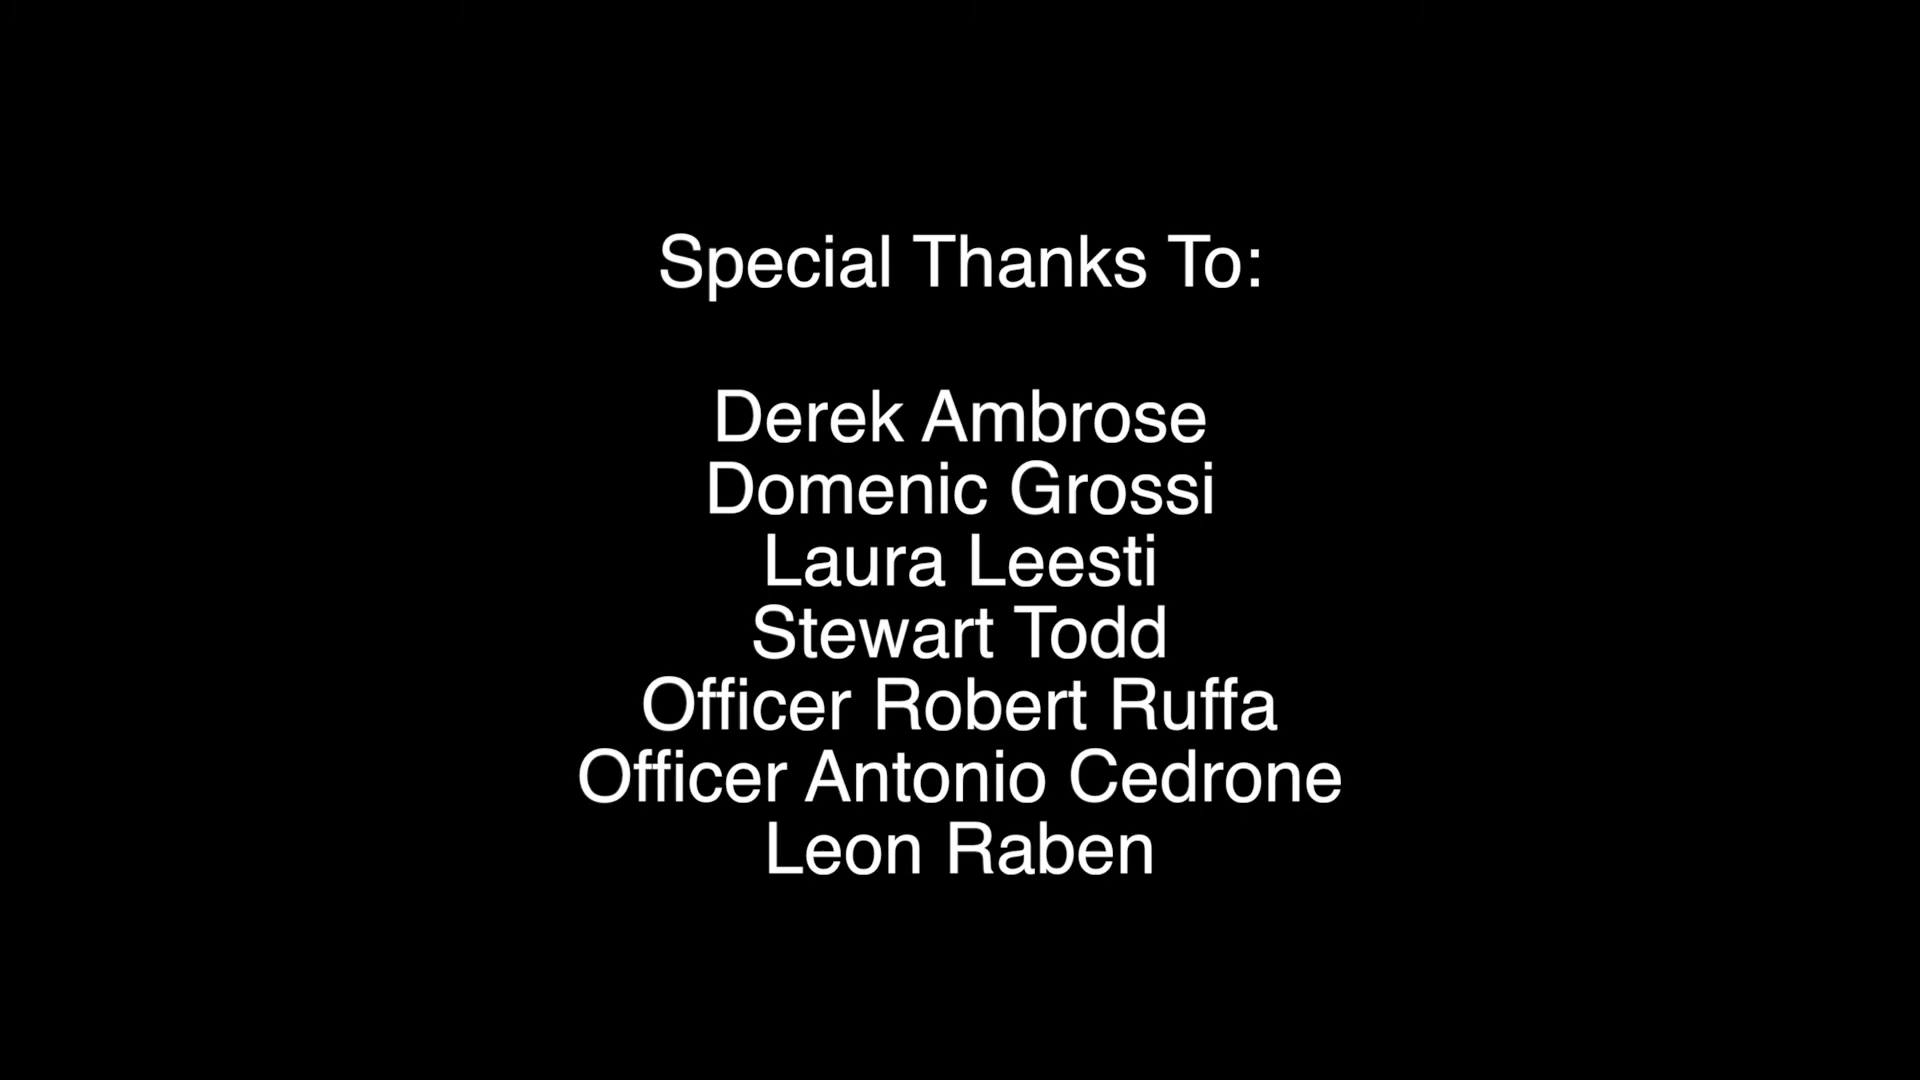 Special Thanks To:
Derek Ambrose
Domenic Grossi
Laura Leesti
Stewart Todd
Officer Robert Ruffa
Officer Antonio Cedrone
Leon Raben